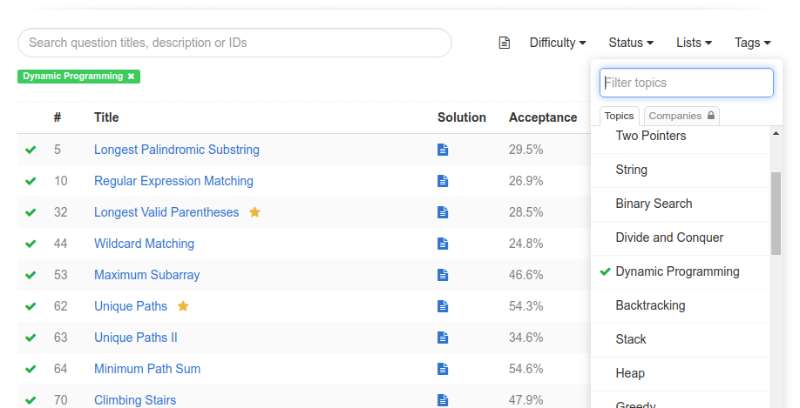 Search question titles, description or IDs
Difficulty Status Lists Tags
Dynamic Programming ×
Filter topics
Topics Companies
# Title Solution Acceptance
Two Pointers
5 Longest Palindromic Substring 29.5%
String
10 Regular Expression Matching 26.9%
Binary Search
32 Longest Valid Parentheses 28.5%
Divide and Conquer
44 Wildcard Matching 24.8%
53 Maximum Subarray 46.6%
Dynamic Programming
62 Unique Paths 54.3%
Backtracking
63 Unique Paths II 34.6%
Stack
64 Minimum Path Sum 54.6%
Heap
70 Climbing Stairs 47.9%
Greedy